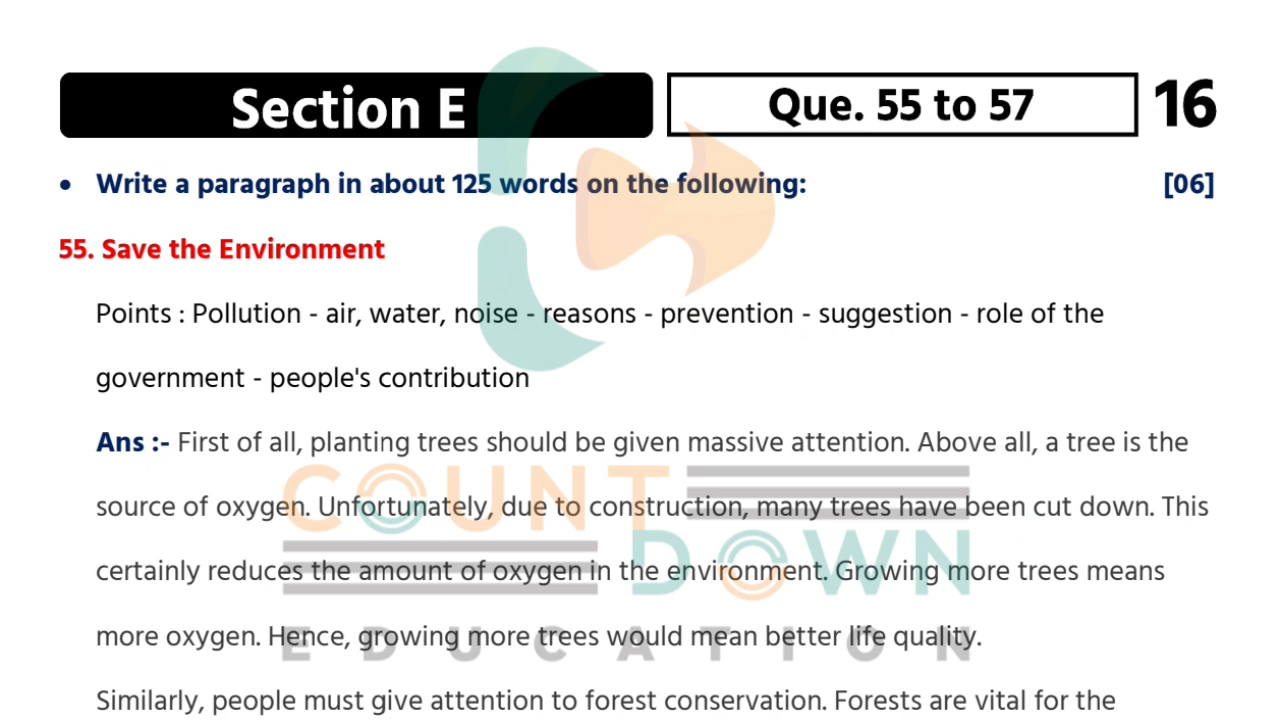 Section E
Que. 55 to 57
16
• Write a paragraph in about 125 words on the following:
[06]
55. Save the Environment
Points : Pollution - air, water, noise - reasons - prevention - suggestion - role of the
government - people's contribution
Ans :- First of all, planting trees should be given massive attention. Above all, a tree is the
source of oxygen. Unfortunately, due to construction, many trees have been cut down. This
certainly reduces the amount of oxygen in the environment. Growing more trees means
more oxygen. Hence, growing more trees would mean better life quality.
Similarly, people must give attention to forest conservation. Forests are vital for the
COUNT
DOWN
EDUCATION